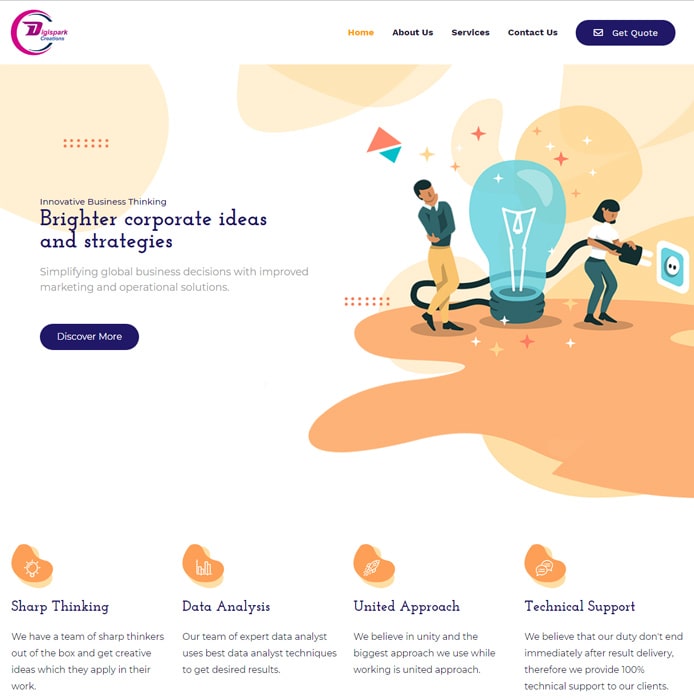 Digispark
Creations
Home About Us Services Contact Us Get Quote
Innovative Business Thinking
Brighter corporate ideas
and strategies
Simplifying global business decisions with improved
marketing and operational solutions.
Discover More
Sharp Thinking
We have a team of sharp thinkers
out of the box and get creative
ideas which they apply in their
work.
Data Analysis
Our team of expert data analyst
uses best data analyst techniques
to get desired results.
United Approach
We believe in unity and the
biggest approach we use while
working is united approach.
Technical Support
We believe that our duty don't end
immediately after result delivery,
therefore we provide 100%
technical support to our clients.